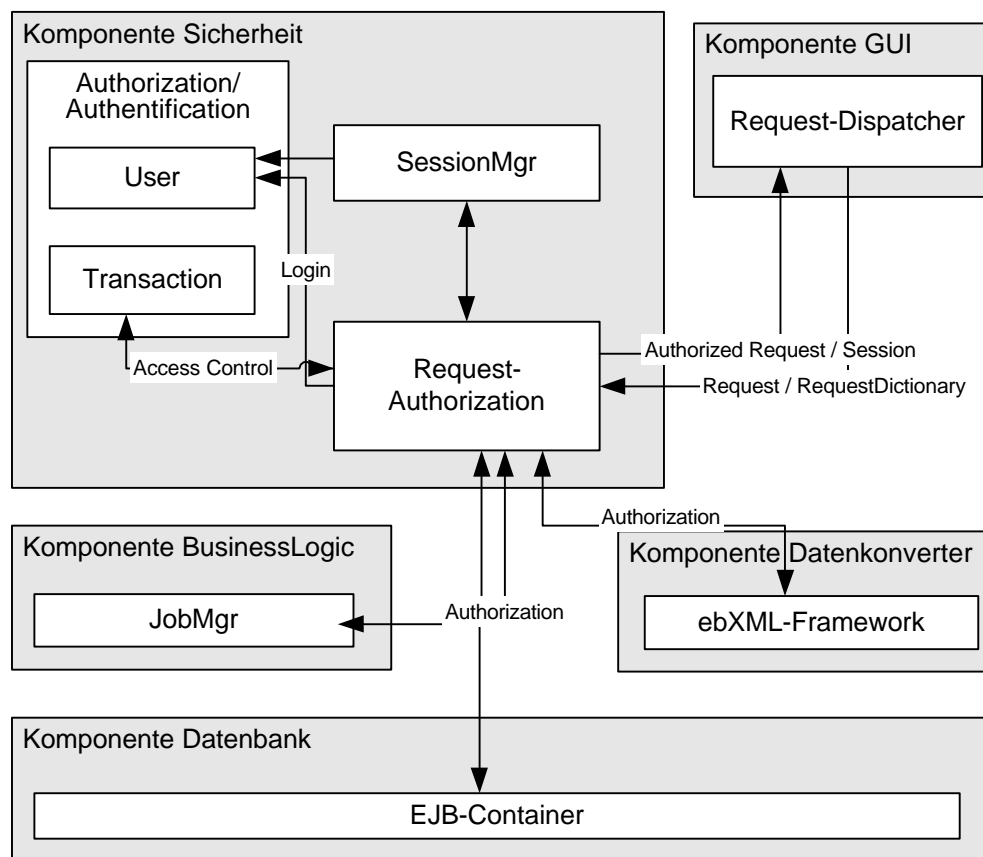 Komponente Sicherheit
Authorization/
Authentification
User
Transaction
SessionMgr
Login
Access Control
Request-
Authorization
Komponente GUI
Request-Dispatcher
Authorized Request / Session
Request / RequestDictionary
Authorization
Komponente BusinessLogic
JobMgr
Authorization
Komponente Datenkonverter
ebXML-Framework
Komponente Datenbank
EJB-Container